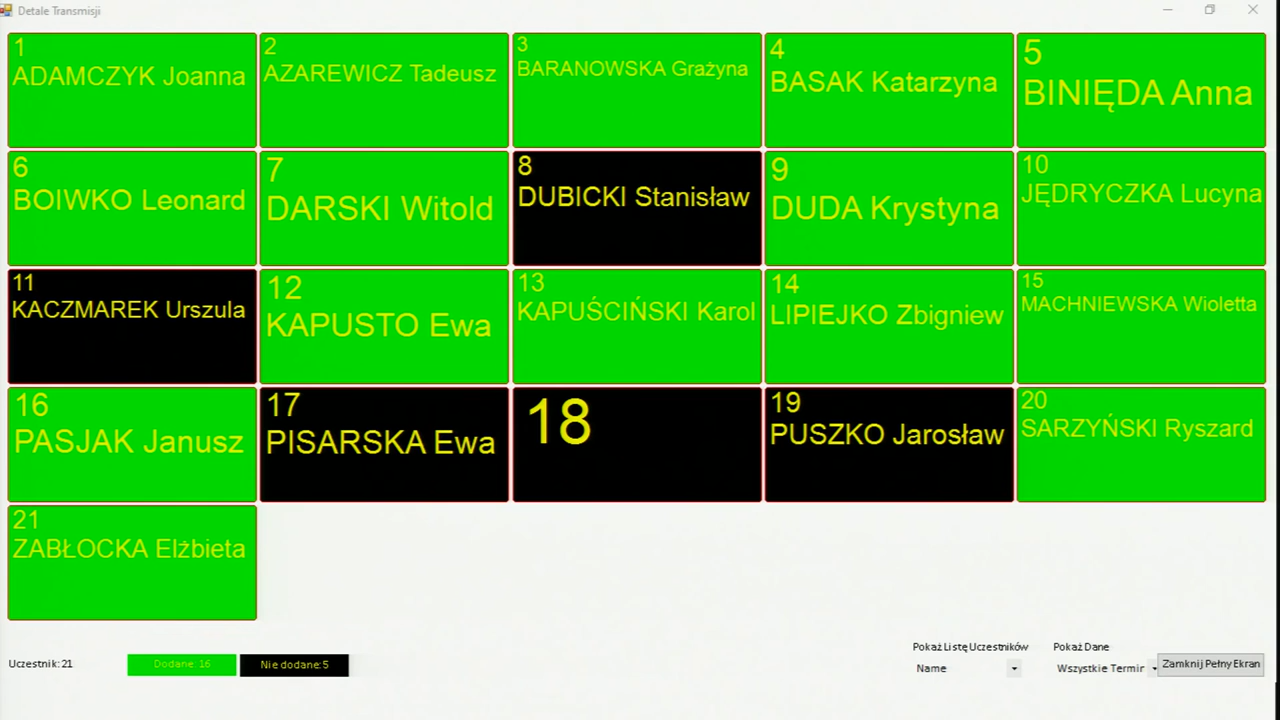 Detale Transmisji
1
ADAMCZYK Joanna
2
AZAREWICZ Tadeusz
3
BARANOWSKA Grażyna
4
BASAK Katarzyna
5
BINIĘDA Anna
6
BOIWKO Leonard
7
DARSKI Witold
8
DUBICKI Stanisław
9
DUDA Krystyna
10
JĘDRYCZKA Lucyna
11
KACZMAREK Urszula
12
KAPUSTO Ewa
13
KAPUŚCIŃSKI Karol
14
LIPIEJKO Zbigniew
15
MACHNIEWSKA Wioletta
16
PASJAK Janusz
17
PISARSKA Ewa
18
19
PUSZKO Jarosław
20
SARZYŃSKI Ryszard
21
ZABŁOCKA Elżbieta
Uczestnik: 21
Dodane: 16
Nie dodane:5
Pokaż Listę Uczestników
Name
Pokaż Dane
Wszystkie Termir
Zamknij Pełny Ekran